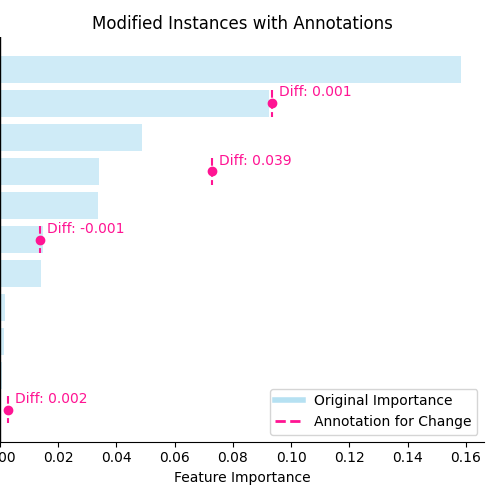 Modified Instances with Annotations
Diff: 0.001
Diff: 0.039
Diff: -0.001
Diff: 0.002
Original Importance
Annotation for Change
00 0.02 0.04 0.06 0.08 0.10 0.12 0.14 0.16
Feature Importance